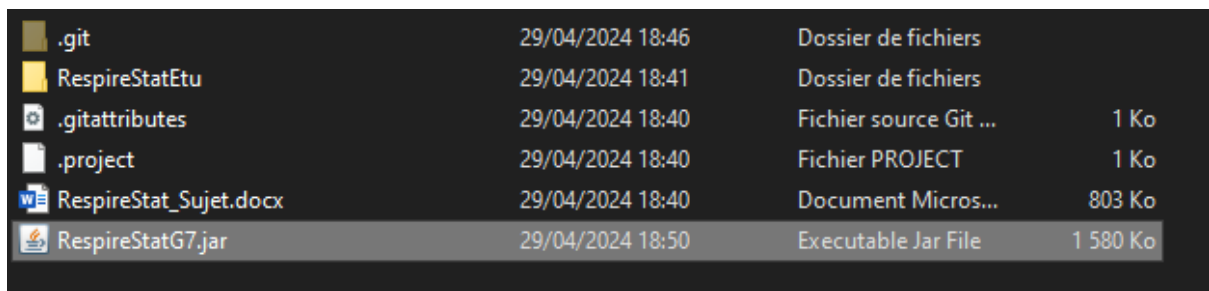 .git 29/04/2024 18:46 Dossier de fichiers
RespireStatEtu 29/04/2024 18:41 Dossier de fichiers
.gitattributes 29/04/2024 18:40 Fichier source Git ... 1 Ko
.project 29/04/2024 18:40 Fichier PROJECT 1 Ko
RespireStat_Sujet.docx 29/04/2024 18:40 Document Micros... 803 Ko
RespireStatG7.jar 29/04/2024 18:50 Executable Jar File 1 580 Ko